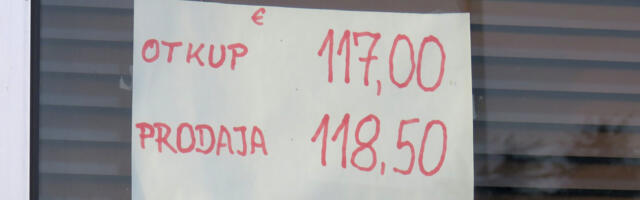 €
OTKUP 117,00
PRODAJA 118,50